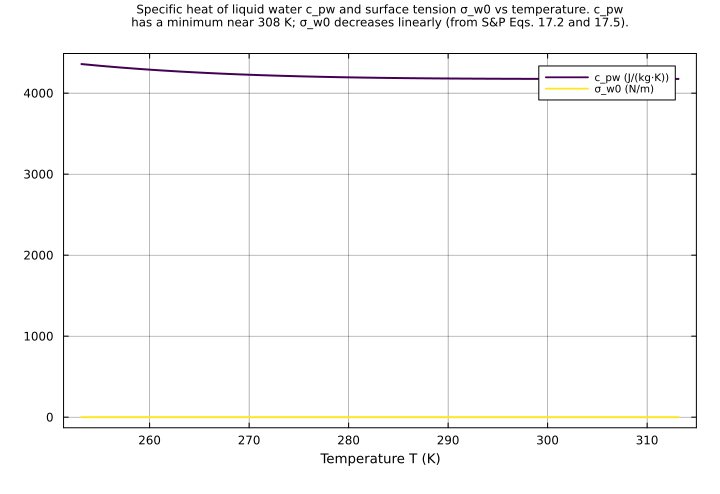 Specific heat of liquid water c_pw and surface tension σ_w0 vs temperature. c_pw
has a minimum near 308 K; σ_w0 decreases linearly (from S&P Eqs. 17.2 and 17.5).
c_pw (J/(kg·K))
σ_w0 (N/m)
4000
3000
2000
1000
0
260 270 280 290 300 310
Temperature T (K)